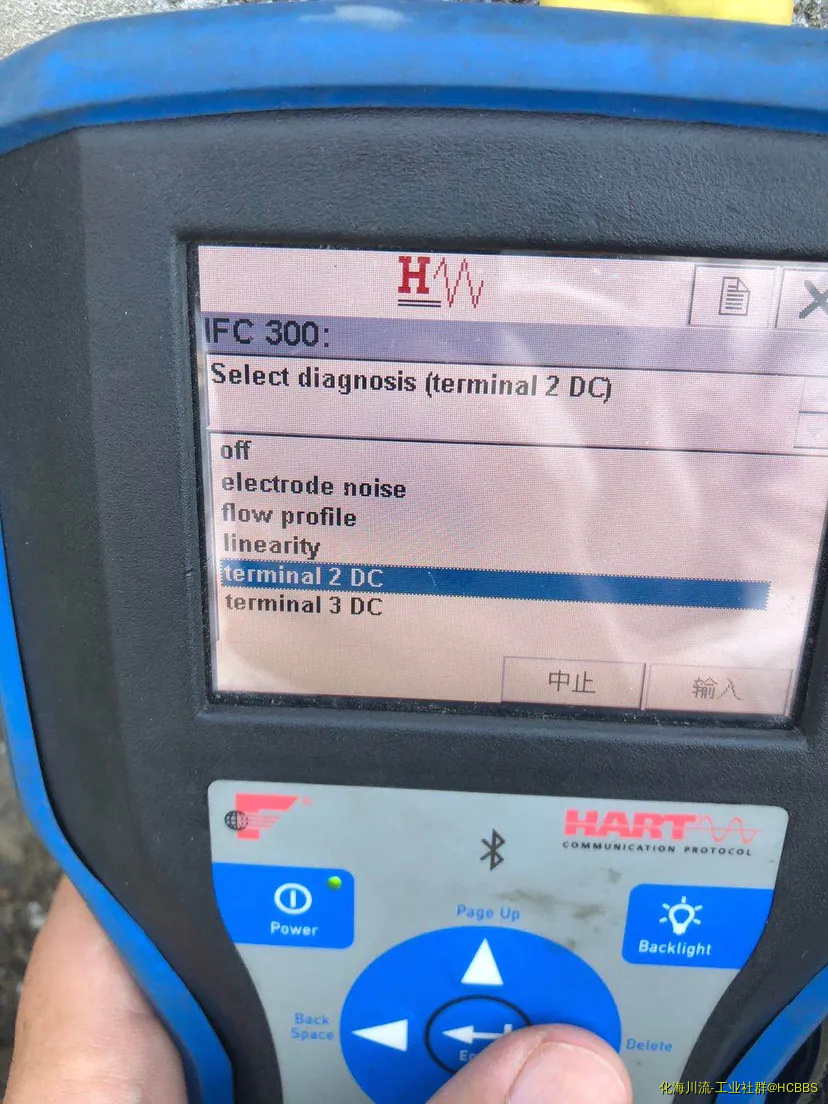 H
IFC 300:
Select diagnosis (terminal 2 DC)
off
electrode noise
flow profile
linearity
terminal 2 DC
terminal 3 DC
中止
输入
F
HART
COMMUNICATION PROTOCOL
Power
Page Up
Backlight
Back
Space
Delete
化海川流-工业社群@HCBBS